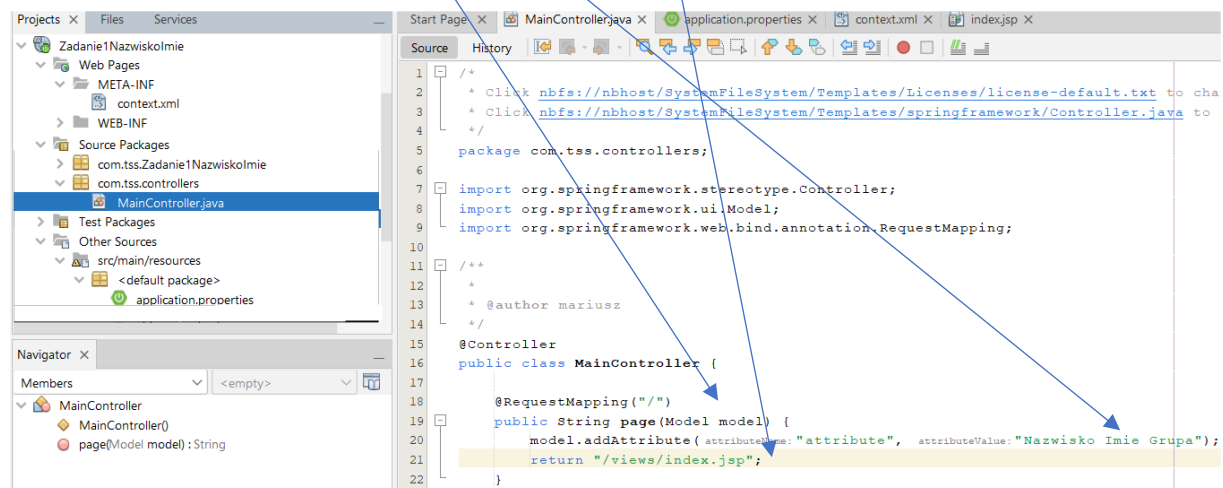 Projects Files Services
Zadanie1NazwiskoImie
Web Pages
META-INF
context.xml
WEB-INF
Source Packages
com.tss.Zadanie1NazwiskoImie
com.tss.controllers
MainController.java
Test Packages
Other Sources
src/main/resources
<default package>
application.properties
Navigator
Members <empty>
MainController
MainController()
page(Model model) : String
Start Page MainController.java application.properties context.xml index.jsp
Source History
1 /*
2 * Click nbfs://nbhost/SystemFileSystem/Templates/Licenses/license-default.txt to cha
3 * Click nbfs://nbhost/SystemFileSystem/Templates/springframework/Controller.java to
4 */
5 package com.tss.controllers;
6
7 import org.springframework.stereotype.Controller;
8 import org.springframework.ui.Model;
9 import org.springframework.web.bind.annotation.RequestMapping;
10
11 /**
12 *
13 * @author mariusz
14 */
15 @Controller
16 public class MainController {
17
18 @RequestMapping("/")
19 public String page(Model model) {
20 model.addAttribute( attributeName: "attribute", attributeValue: "Nazwisko Imie Grupa");
21 return "/views/index.jsp";
22 }